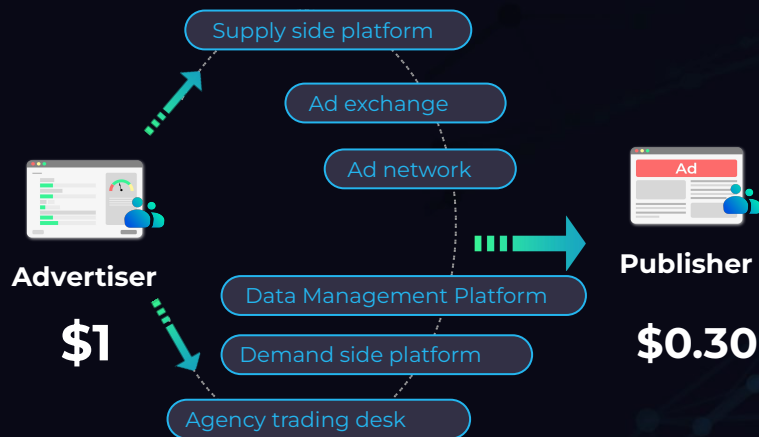 Supply side platform
Ad exchange
Ad network
Ad
Advertiser
$1
Publisher
$0.30
Data Management Platform
Demand side platform
Agency trading desk